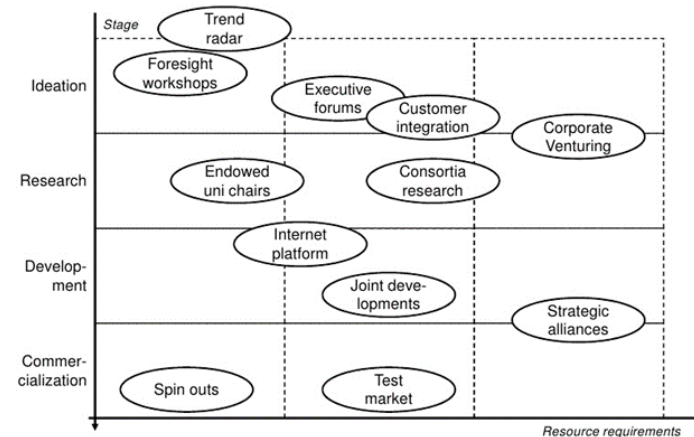 Stage
Trend
radar
Foresight
workshops
Ideation
Executive
forums
Customer
integration
Corporate
Venturing
Research
Endowed
uni chairs
Consortia
research
Internet
platform
Develop-
ment
Joint deve-
lopments
Strategic
alliances
Commer-
cialization
Spin outs
Test
market
Resource requirements